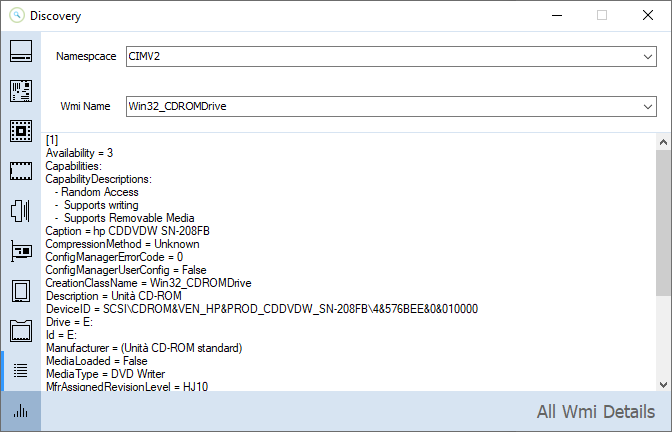 Discovery
Namespcace
CIMV2
Wmi Name
Win32_CDROMDrive
[1]
Availability = 3
Capabilities:
CapabilityDescriptions:
- Random Access
- Supports writing
- Supports Removable Media
Caption = hp CDDVDW SN-208FB
CompressionMethod = Unknown
ConfigManagerErrorCode = 0
ConfigManagerUserConfig = False
CreationClassName = Win32_CDROMDrive
Description = Unità CD-ROM
DeviceID = SCSI\CDROM&VEN_HP&PROD_CDDVDW_SN-208FB\4&576BEE&0&010000
Drive = E:
Id = E:
Manufacturer = (Unità CD-ROM standard)
MediaLoaded = False
MediaType = DVD Writer
MfrAssignedRevisionLevel = HJ10
All Wmi Details